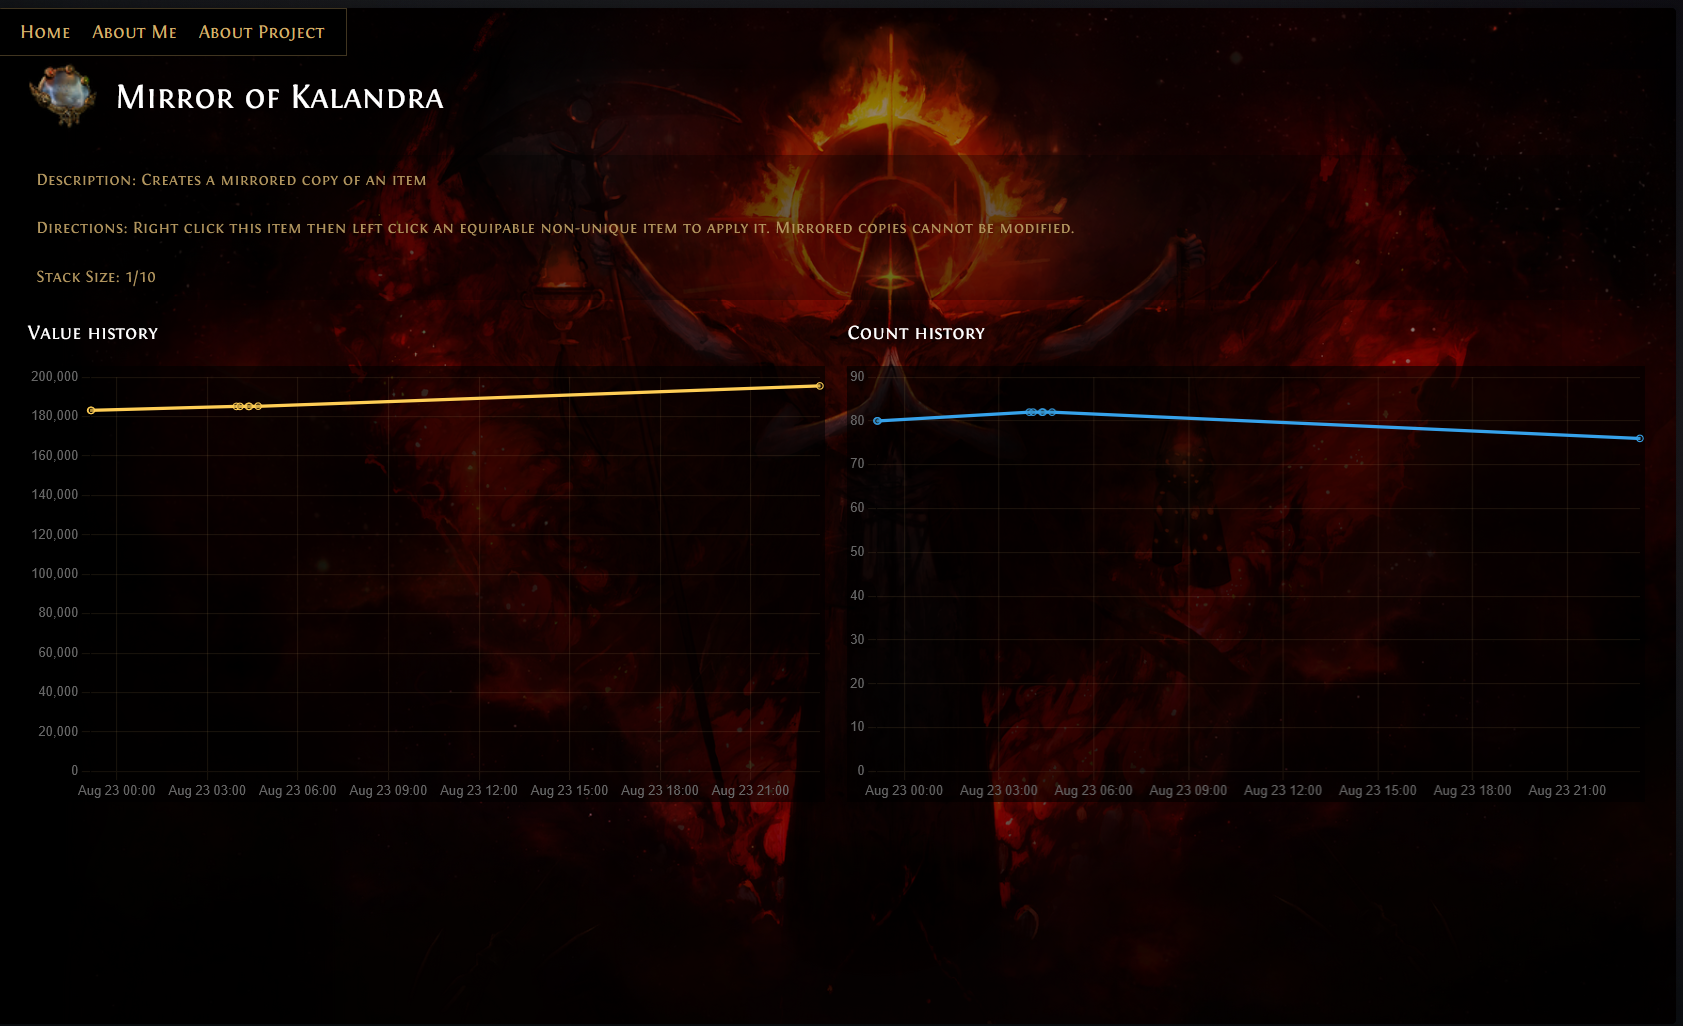 Home About Me About Project
Mirror of Kalandra
Description: Creates a mirrored copy of an item
Directions: Right click this item then left click an equipable non-unique item to apply it. Mirrored copies cannot be modified.
Stack Size: 1/10
Value history
200,000
180,000
160,000
140,000
120,000
100,000
80,000
60,000
40,000
20,000
0
Aug 23 00:00 Aug 23 03:00 Aug 23 06:00 Aug 23 09:00 Aug 23 12:00 Aug 23 15:00 Aug 23 18:00 Aug 23 21:00
Count history
90
80
70
60
50
40
30
20
10
0
Aug 23 00:00 Aug 23 03:00 Aug 23 06:00 Aug 23 09:00 Aug 23 12:00 Aug 23 15:00 Aug 23 18:00 Aug 23 21:00